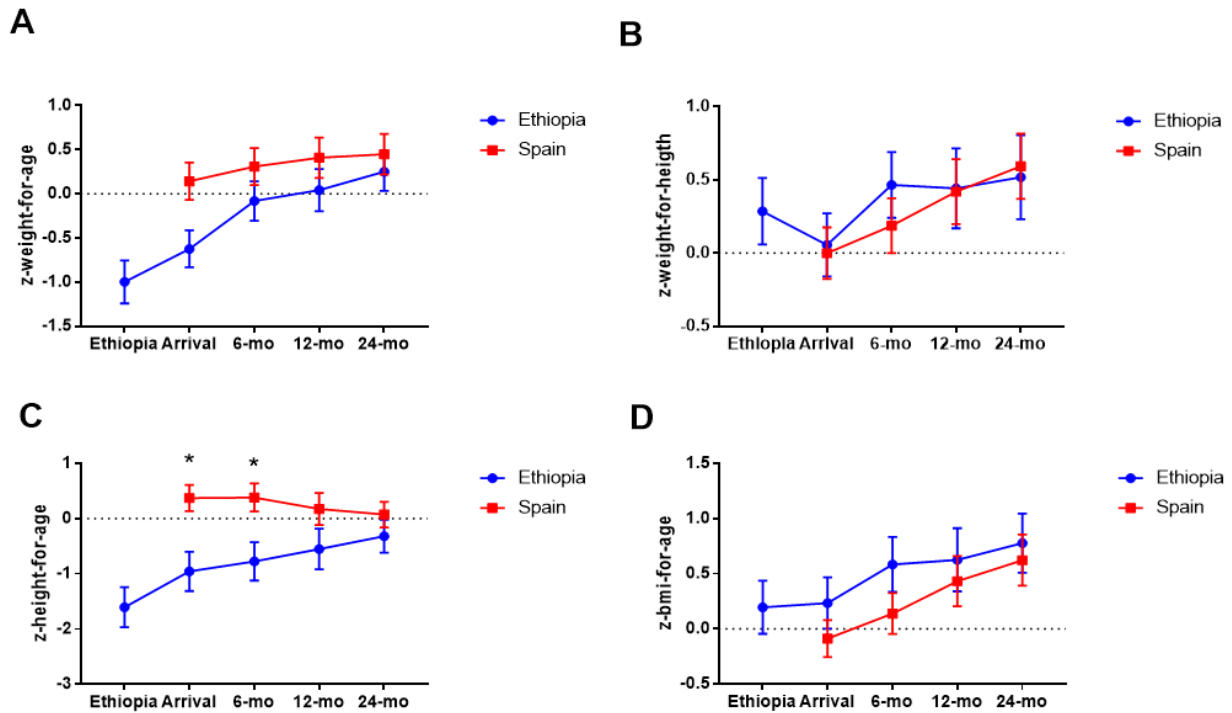 A
z-weight-for-age
1.0
0.5
0.0
-0.5
-1.0
-1.5
Ethiopia Arrival 6-mo 12-mo 24-mo
Ethiopia
Spain
B
z-weight-for-heigth
1.0
0.5
0.0
-0.5
Ethiopia Arrival 6-mo 12-mo 24-mo
Ethiopia
Spain
C
z-height-for-age
1
0
-1
-2
-3
* *
Ethiopia Arrival 6-mo 12-mo 24-mo
Ethiopia
Spain
D
z-bmi-for-age
1.5
1.0
0.5
0.0
-0.5
Ethiopia Arrival 6-mo 12-mo 24-mo
Ethiopia
Spain